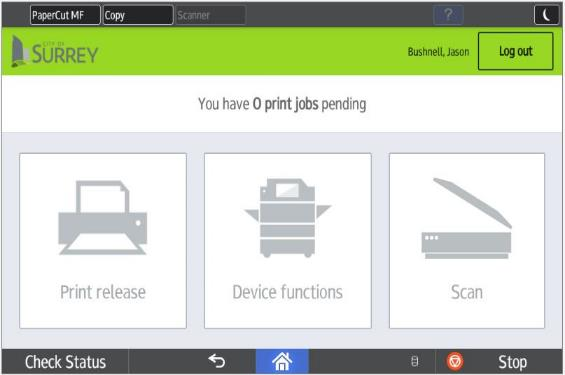 PaperCut MF Copy Scanner ?
CITY OF
SURREY
Bushnell, Jason Log out
You have 0 print jobs pending
Print release Device functions Scan
Check Status Stop